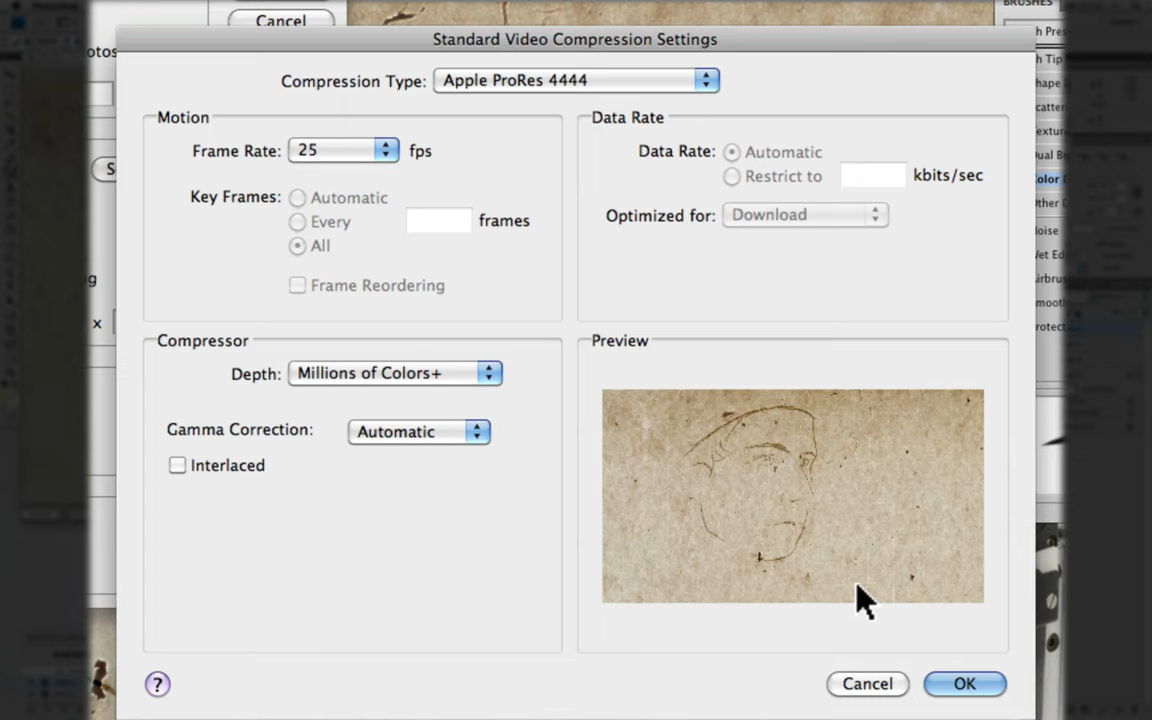 BRUSHES
Cancel
Standard Video Compression Settings
Compression Type: Apple ProRes 4444
Motion
Frame Rate: 25 fps
Key Frames: Automatic
Every frames
All
Frame Reordering
Data Rate
Data Rate: Automatic
Restrict to kbits/sec
Optimized for: Download
Compressor
Depth: Millions of Colors+
Gamma Correction: Automatic
Interlaced
Preview
x
?
Cancel
OK